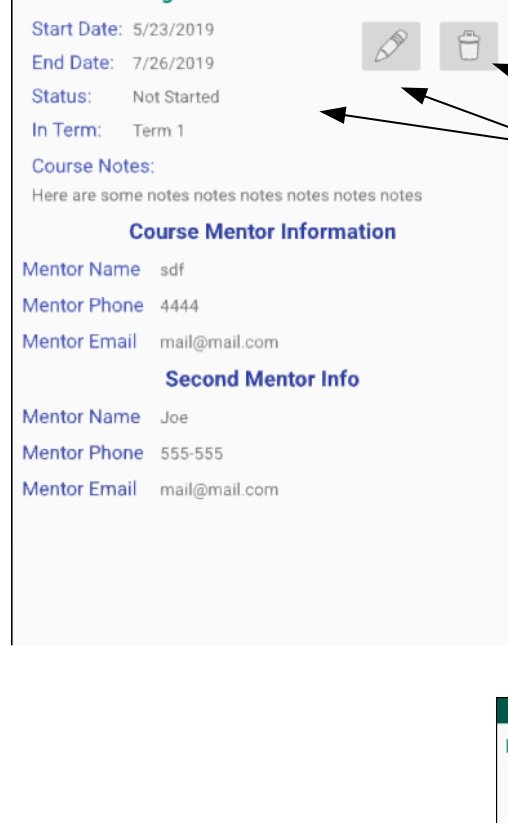 Start Date: 5/23/2019
End Date: 7/26/2019
Status: Not Started
In Term: Term 1
Course Notes:
Here are some notes notes notes notes notes notes
Course Mentor Information
Mentor Name sdf
Mentor Phone 4444
Mentor Email mail@mail.com
Second Mentor Info
Mentor Name Joe
Mentor Phone 555-555
Mentor Email mail@mail.com